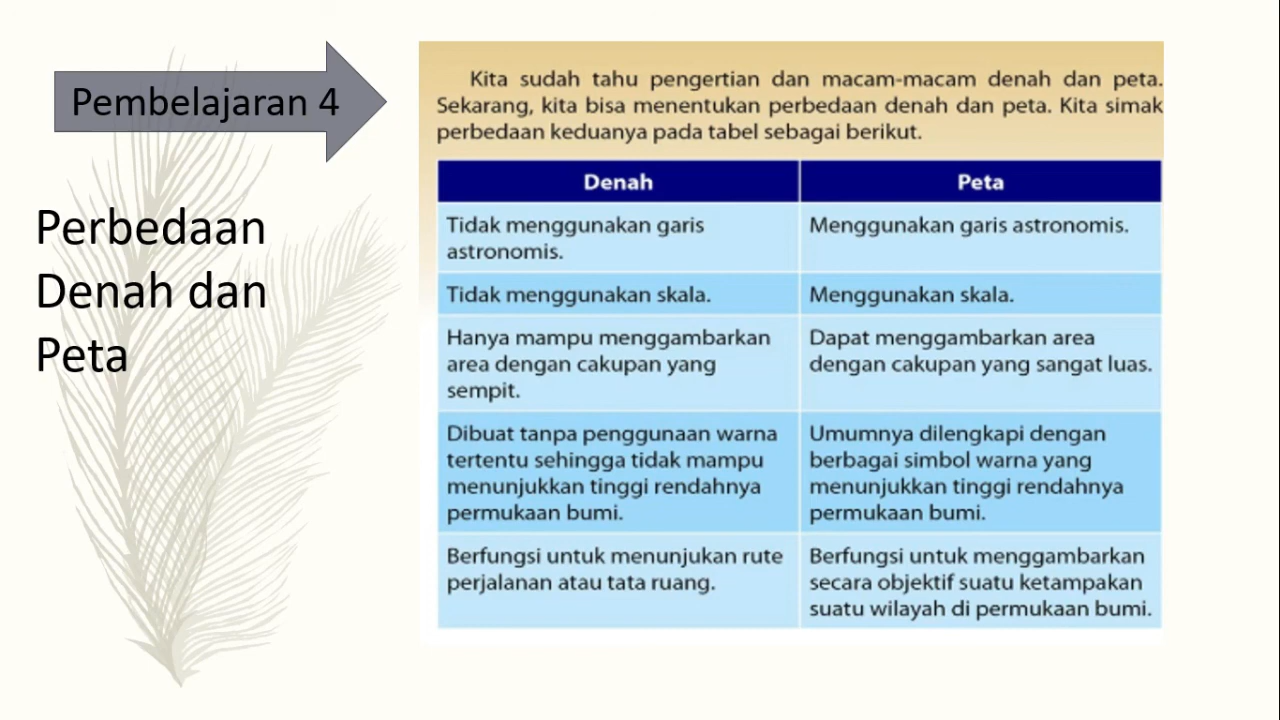 Pembelajaran 4
Perbedaan
Denah dan
Peta
Kita sudah tahu pengertian dan macam-macam denah dan peta.
Sekarang, kita bisa menentukan perbedaan denah dan peta. Kita simak
perbedaan keduanya pada tabel sebagai berikut.
Denah
Peta
Tidak menggunakan garis
astronomis.
Menggunakan garis astronomis.
Tidak menggunakan skala.
Menggunakan skala.
Hanya mampu menggambarkan
area dengan cakupan yang
sempit.
Dapat menggambarkan area
dengan cakupan yang sangat luas.
Dibuat tanpa penggunaan warna
tertentu sehingga tidak mampu
menunjukkan tinggi rendahnya
permukaan bumi.
Umumnya dilengkapi dengan
berbagai simbol warna yang
menunjukkan tinggi rendahnya
permukaan bumi.
Berfungsi untuk menunjukan rute
perjalanan atau tata ruang.
Berfungsi untuk menggambarkan
secara objektif suatu ketampakan
suatu wilayah di permukaan bumi.